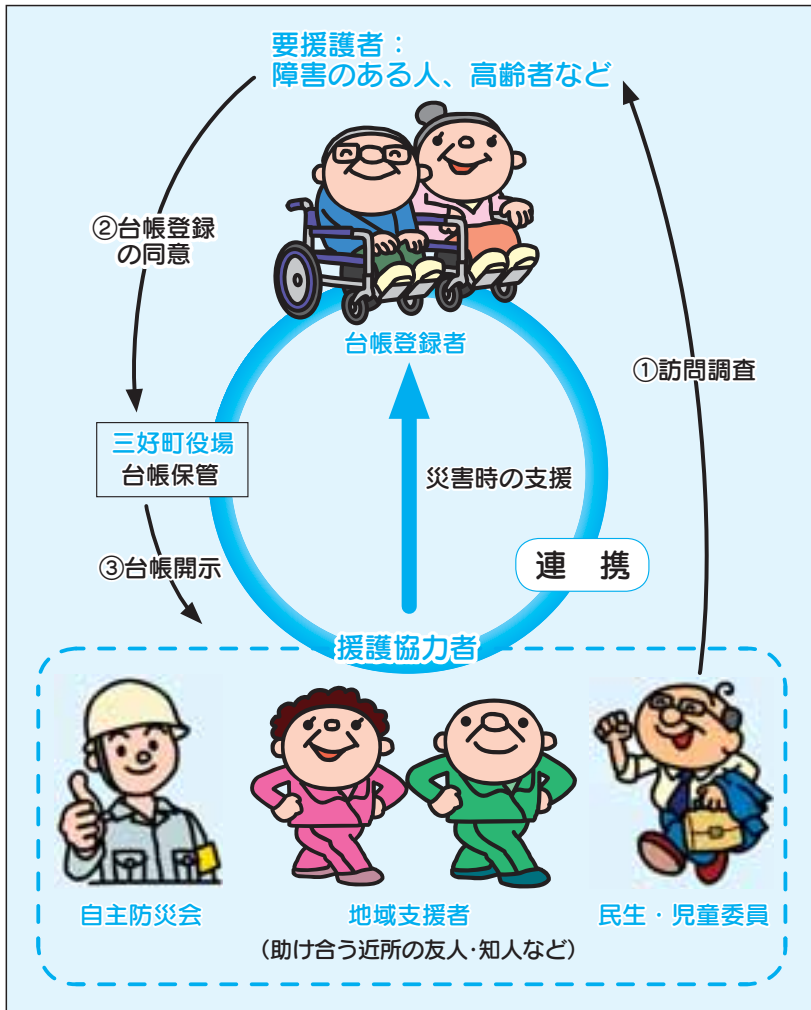 要援護者：
障害のある人、高齢者など
②台帳登録
の同意
台帳登録者
①訪問調査
三好町役場
台帳保管
災害時の支援
③台帳開示
連 携
援護協力者
自主防災会
地域支援者
民生・児童委員
（助け合う近所の友人・知人など）